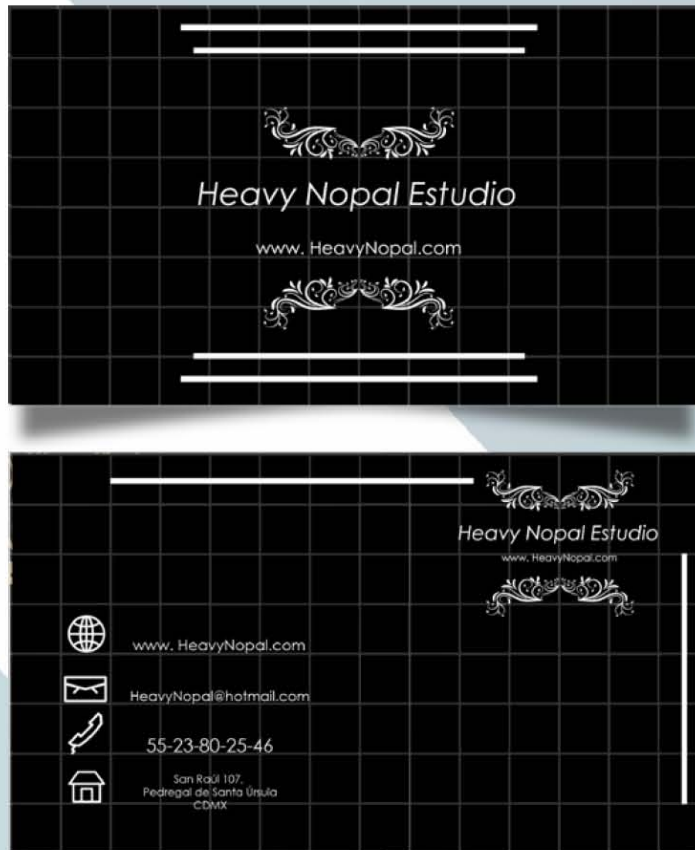 Heavy Nopal Estudio
www. HeavyNopal.com
Heavy Nopal Estudio
www. HeavyNopal.com
www. HeavyNopal.com
HeavyNopal@hotmail.com
55-23-80-25-46
San Raúl 107,
Pedregal de Santa Úrsula
CDMX